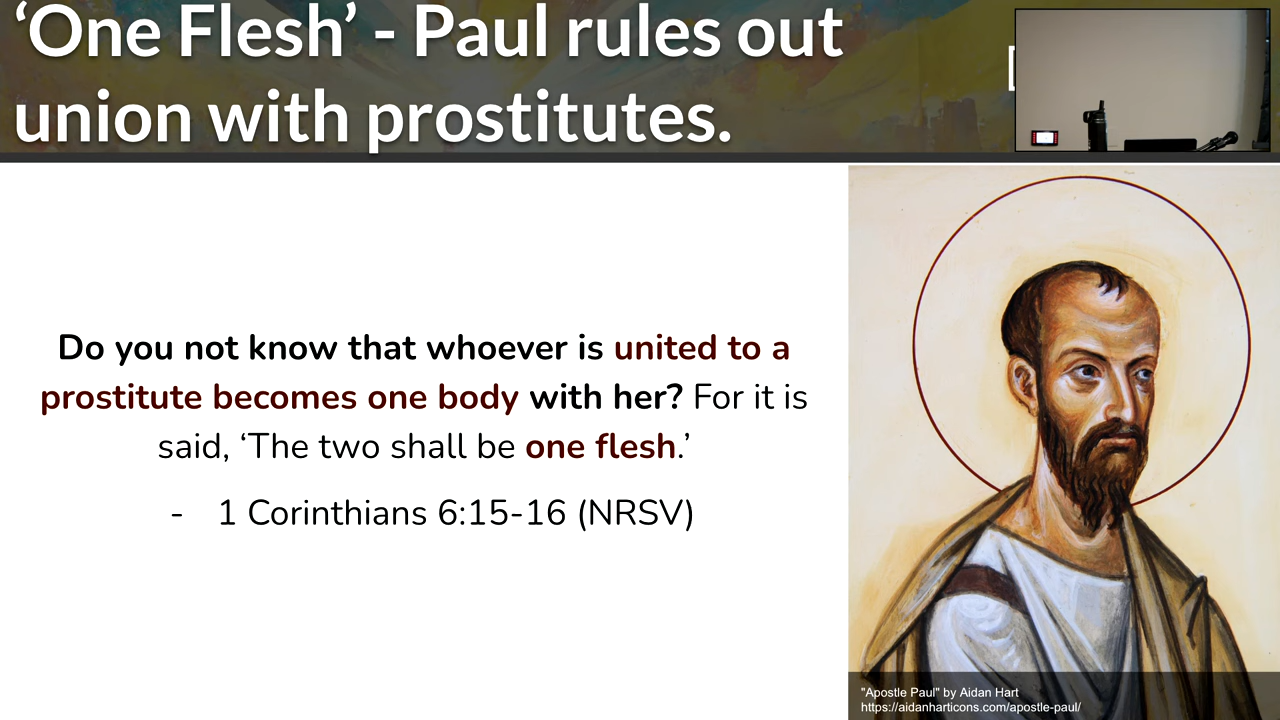 ‘One Flesh’ - Paul rules out
union with prostitutes.
Do you not know that whoever is united to a
prostitute becomes one body with her? For it is
said, ‘The two shall be one flesh.’
- 1 Corinthians 6:15-16 (NRSV)
"Apostle Paul" by Aidan Hart
https://aidanharticons.com/apostle-paul/